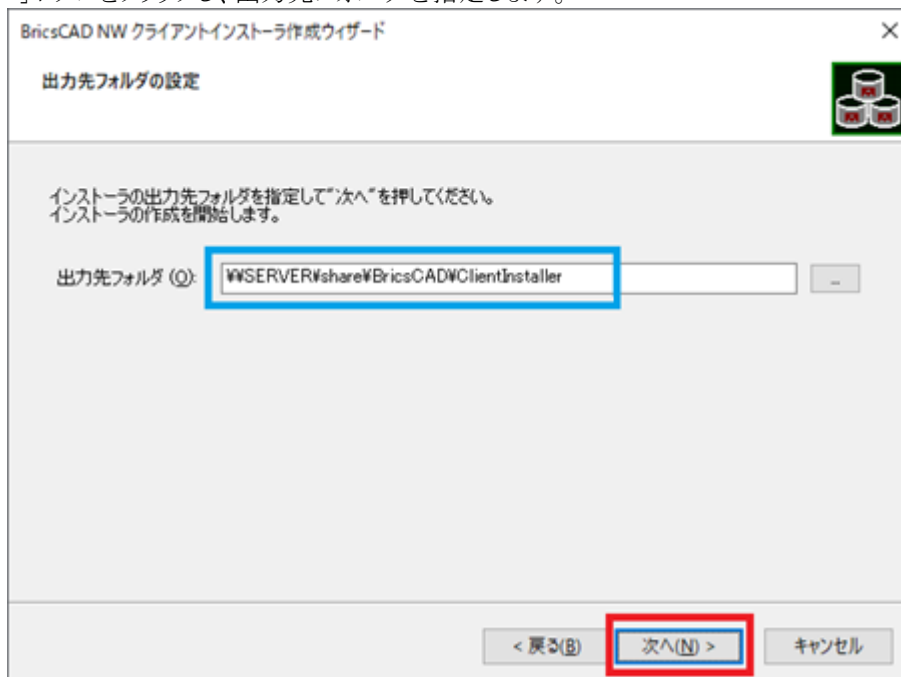 BricsCAD NW クライアントインストーラ作成ウィザード
出力先フォルダの設定
インストーラの出力先フォルダを指定して"次へ"を押してください。
インストーラの作成を開始します。
出力先フォルダ (O): ¥¥SERVER¥share¥BricsCAD¥ClientInstaller ...
< 戻る(B) 次へ(N) > キャンセル